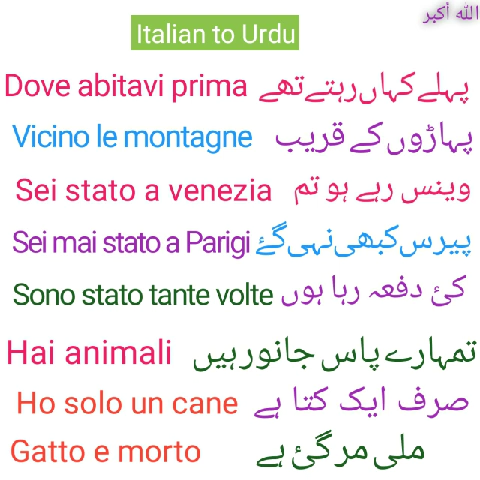 الله أكبر
Italian to Urdu
Dove abitavi prima پہلے کہاں رہتے تھے
Vicino le montagne پہاڑوں کے قریب
Sei stato a venezia وینس رہے ہو تم
Sei mai stato a Parigi پیرس کبھی نہی گۓ
Sono stato tante volte کئ دفعہ رہا ہوں
Hai animali تمہارے پاس جانور ہیں
Ho solo un cane صرف ایک کتا ہے
Gatto e morto ملی مر گئ ہے